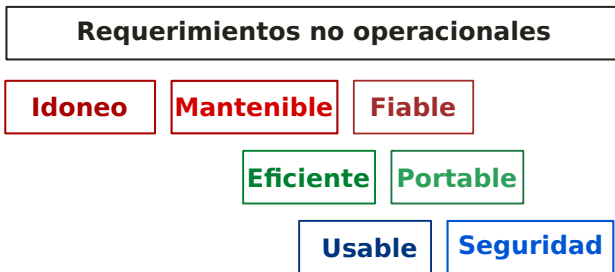 Requerimientos no operacionales
Idoneo Mantenible Fiable
Eficiente Portable
Usable Seguridad